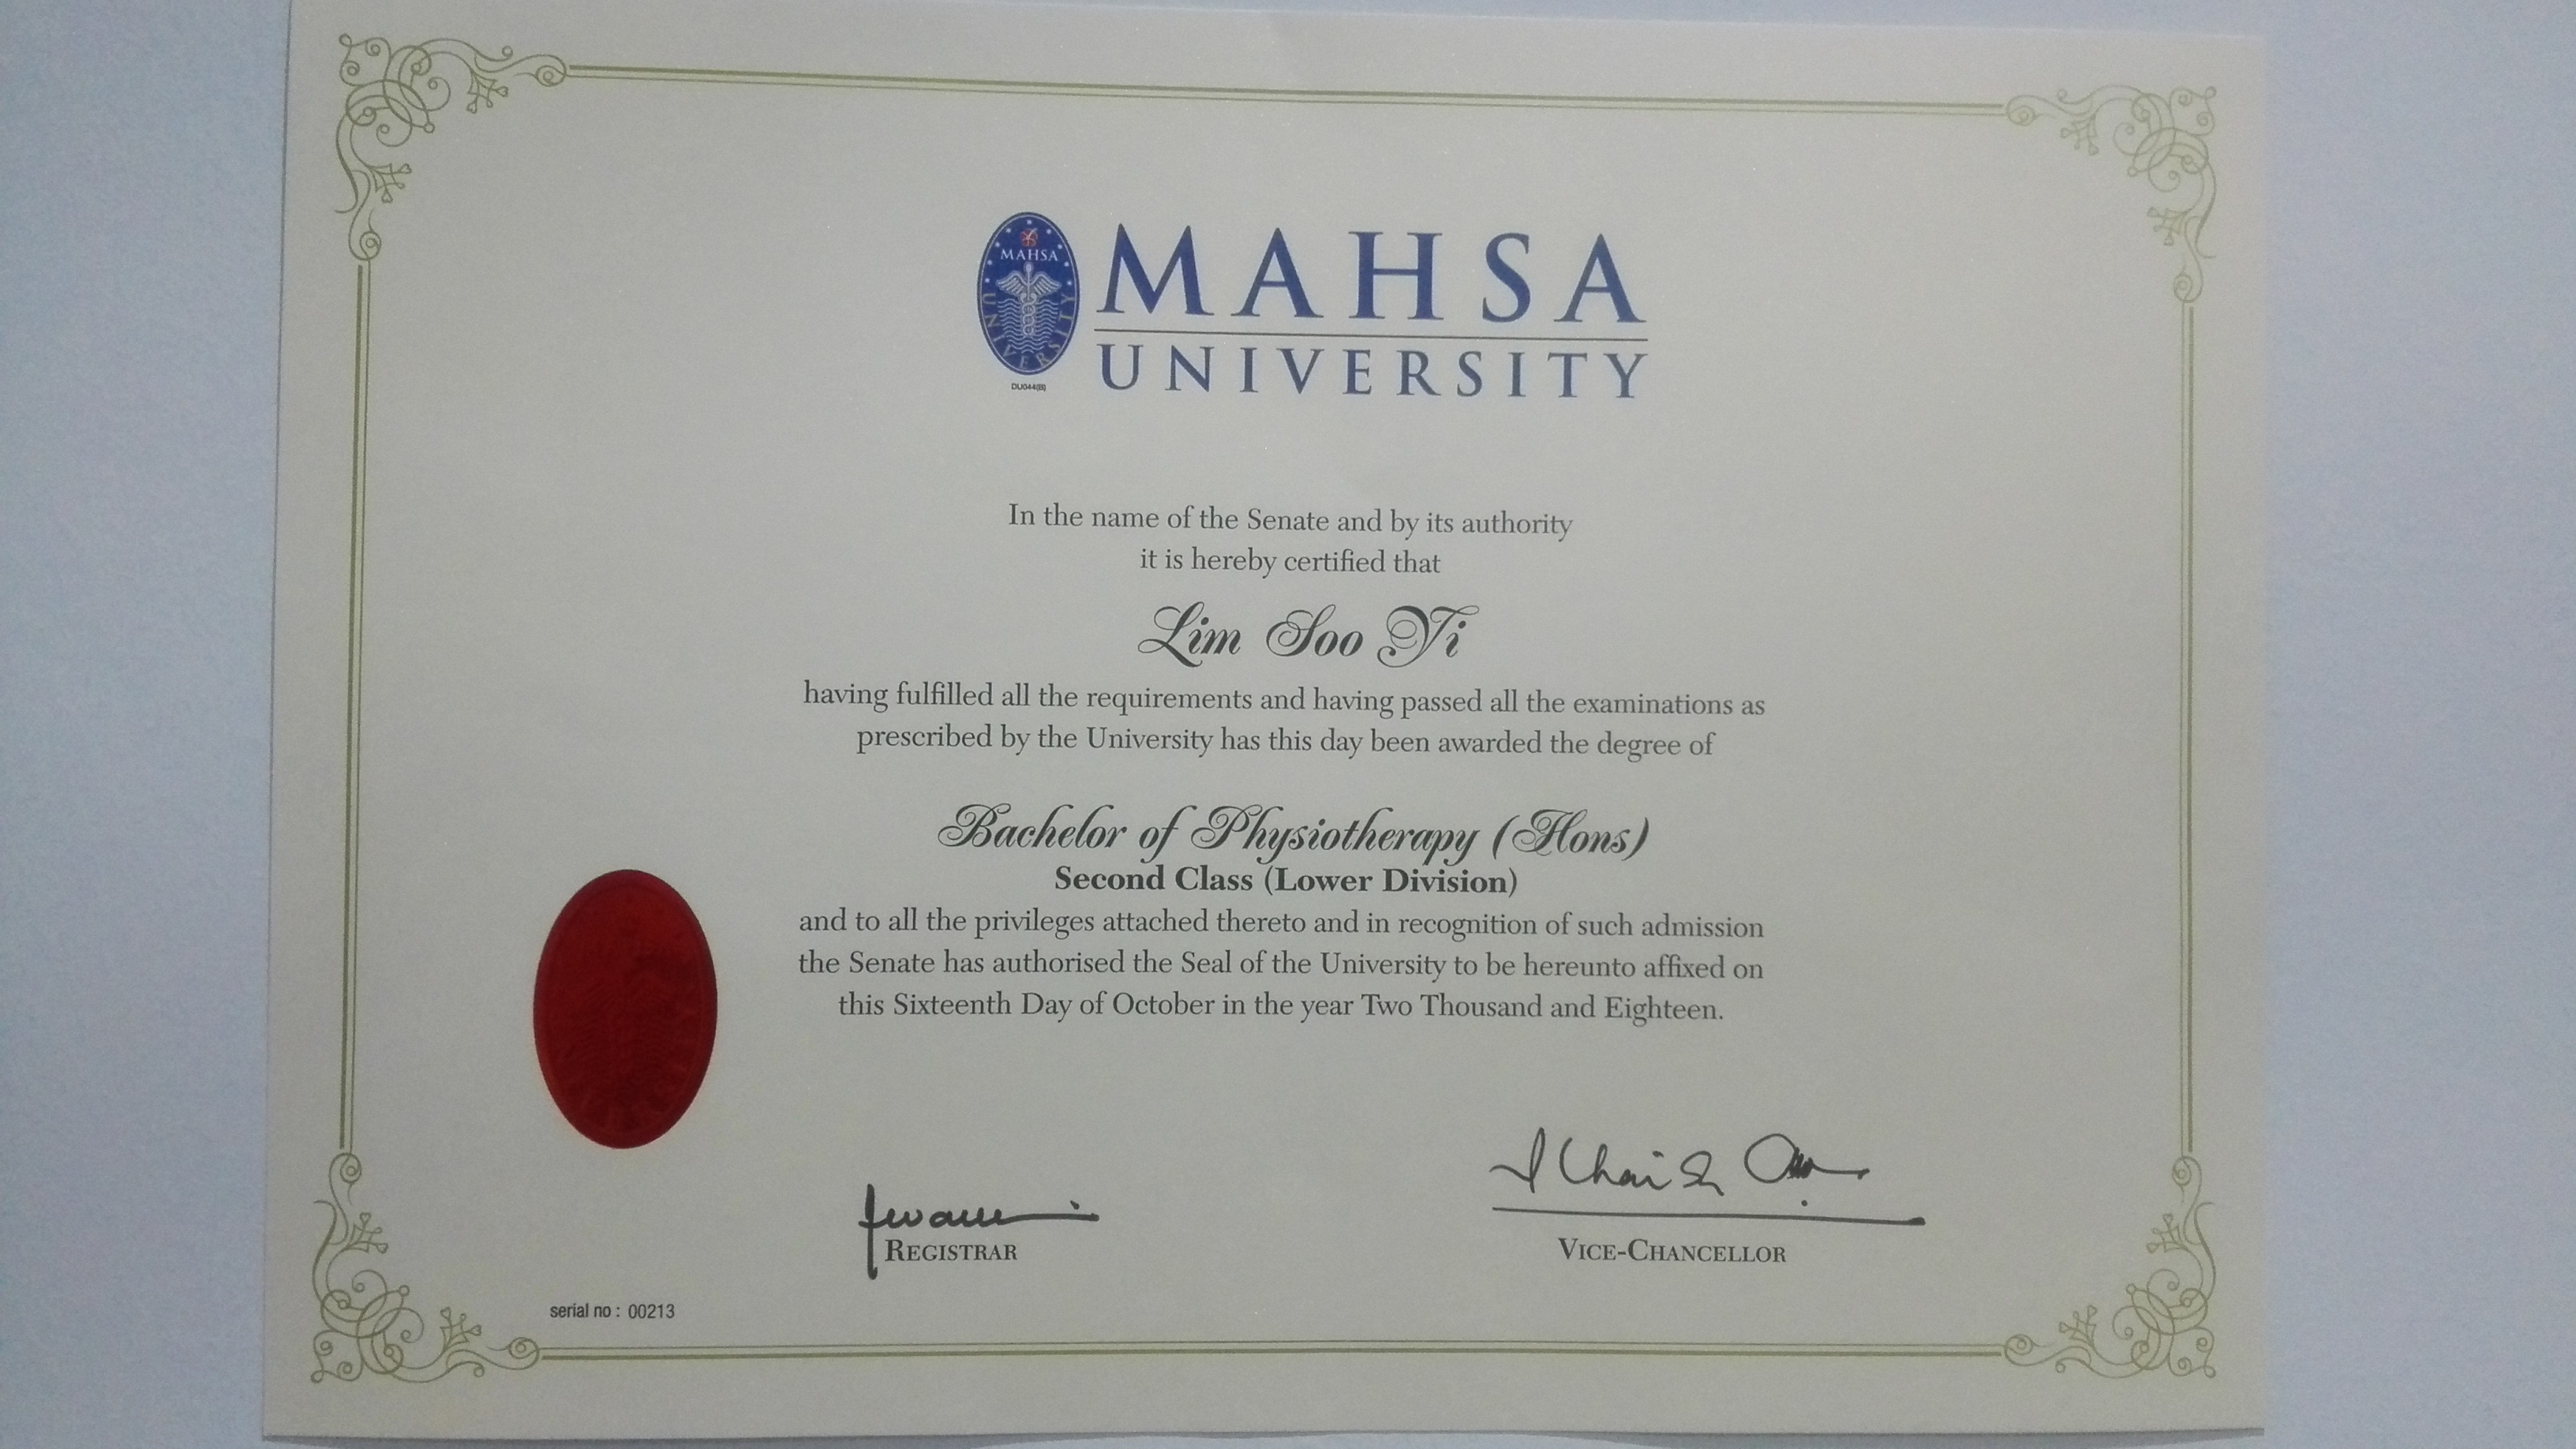 MAHSA
UNIVERSITY
DU044(B)
MAHSA
UNIVERSITY
In the name of the Senate and by its authority
it is hereby certified that
Lim Soo Yi
having fulfilled all the requirements and having passed all the examinations as
prescribed by the University has this day been awarded the degree of
Bachelor of Physiotherapy (Hons)
Second Class (Lower Division)
and to all the privileges attached thereto and in recognition of such admission
the Senate has authorised the Seal of the University to be hereunto affixed on
this Sixteenth Day of October in the year Two Thousand and Eighteen.
REGISTRAR
VICE-CHANCELLOR
serial no : 00213